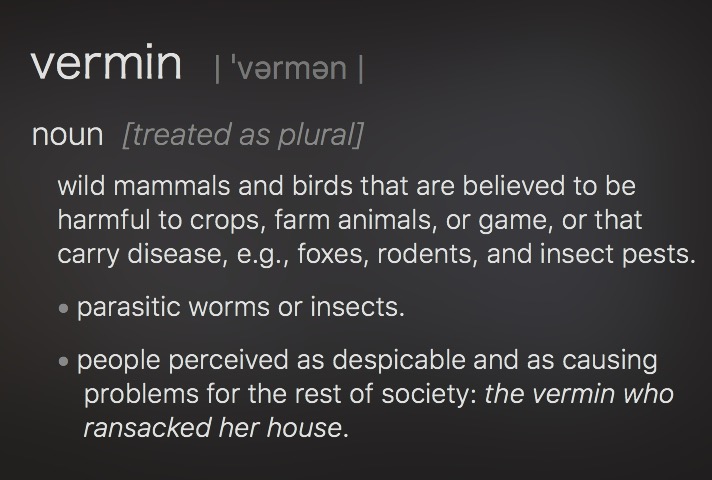 vermin | ˈvərmən |
noun [treated as plural]
wild mammals and birds that are believed to be
harmful to crops, farm animals, or game, or that
carry disease, e.g., foxes, rodents, and insect pests.
• parasitic worms or insects.
• people perceived as despicable and as causing
problems for the rest of society: the vermin who
ransacked her house.